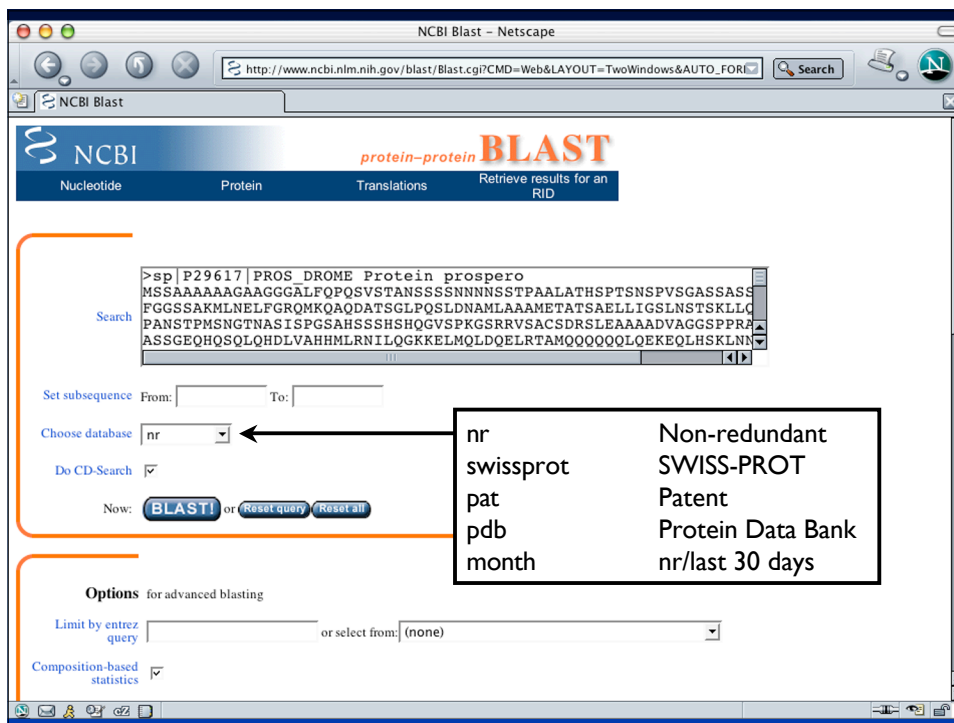 NCBI Blast - Netscape
http://www.ncbi.nlm.nih.gov/blast/Blast.cgi?CMD=Web&LAYOUT=TwoWindows&AUTO_FORI
Search
N
NCBI Blast
NCBI
protein-protein BLAST
Nucleotide Protein Translations Retrieve results for an RID
Search
>sp|P29617|PROS_DROME Protein prospero
MSSAAAAAAGAAGGGALFQPQSVSTANSSSSNNNNSSTPAALATHSPTSNSPVSGASSASS
FGGSSAKMLNELFGRQMKQAQDATSGLPQSLDNAMLAAAMETATSAELLIGSLNSTSKLLQ
PANSTPMSNGTNASISPGSAHSSSHSHQGVSPKGSRRVSACSDRSLEAAAADVAGGSPPRA
ASSGEQHQSQLQHDLVAHHMLRNILQGKKELMQLDQELRTAMQQQQQQLQEKEQLHSKLNN
Set subsequence From: To:
Choose database nr
Do CD-Search
Now: BLAST! or Reset query Reset all
nr Non-redundant
swissprot SWISS-PROT
pat Patent
pdb Protein Data Bank
month nr/last 30 days
Options for advanced blasting
Limit by entrez query or select from: (none)
Composition-based statistics